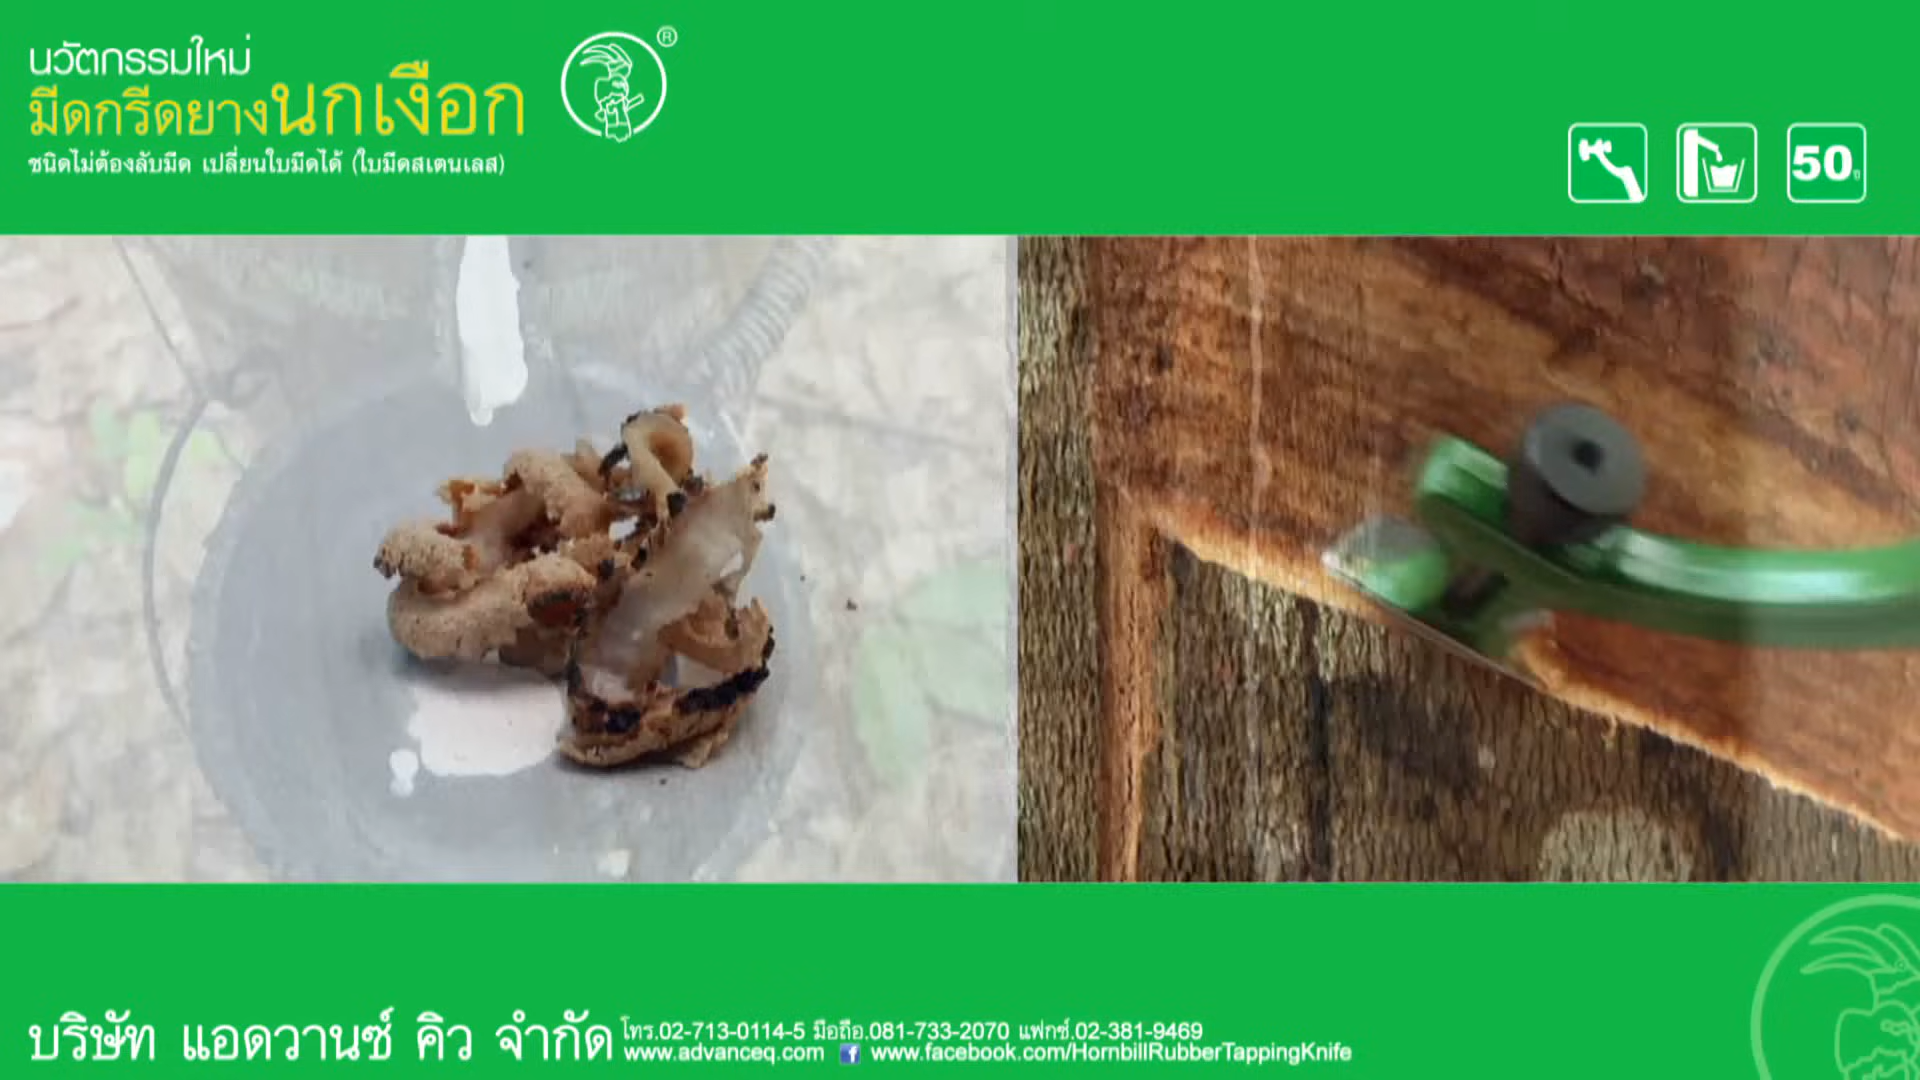 นวัตกรรมใหม่
มีดกรีดยางนกเงือก
ชนิดไม่ต้องลับมีด เปลี่ยนใบมีดได้ (ใบมีดสเตนเลส)
®
50
บริษัท แอดวานซ์ คิว จำกัด
โทร.02-713-0114-5 มือถือ.081-733-2070 แฟกซ์.02-381-9469
www.advanceq.com www.facebook.com/HornbillRubberTappingKnife